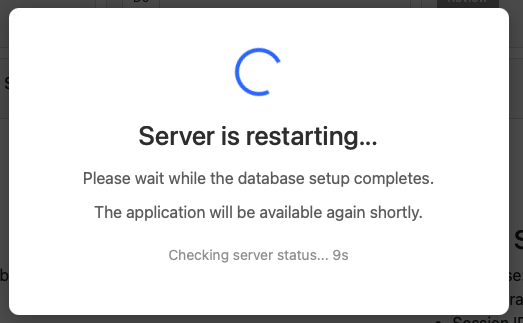 Server is restarting...
Please wait while the database setup completes.
The application will be available again shortly.
Checking server status... 9s